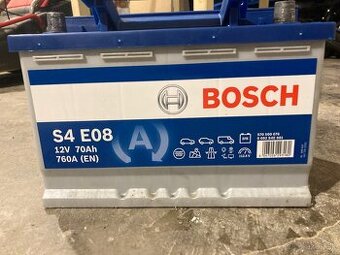 BOSCH
S4 E08
12V 70Ah
760A (EN)
A